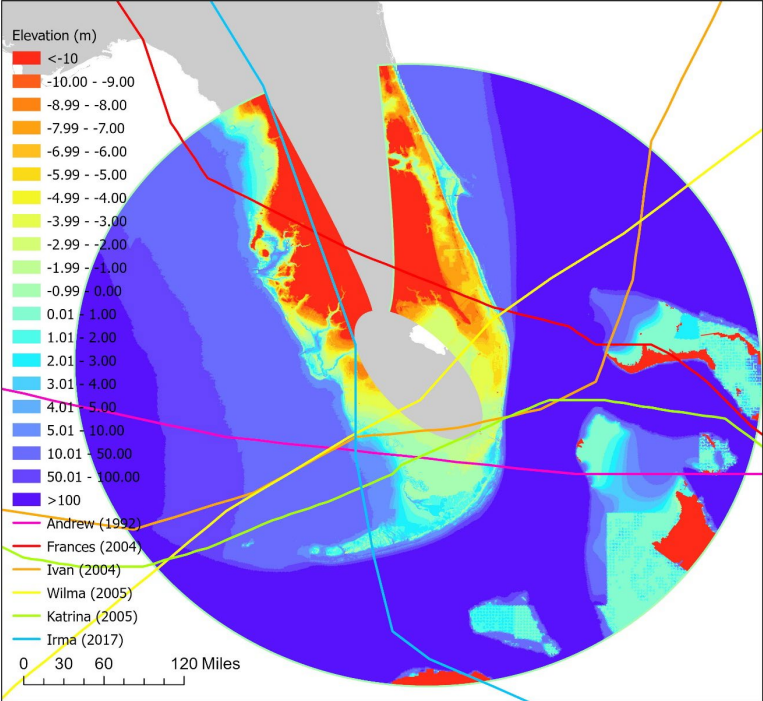 Elevation (m)
<-10
-10.00 - -9.00
-8.99 - -8.00
-7.99 - -7.00
-6.99 - -6.00
-5.99 - -5.00
-4.99 - -4.00
-3.99 - -3.00
-2.99 - -2.00
-1.99 - -1.00
-0.99 - 0.00
0.01 - 1.00
1.01 - 2.00
2.01 - 3.00
3.01 - 4.00
4.01 - 5.00
5.01 - 10.00
10.01 - 50.00
50.01 - 100.00
>100
Andrew (1992)
Frances (2004)
Ivan (2004)
Wilma (2005)
Katrina (2005)
Irma (2017)
0 30 60 120 Miles